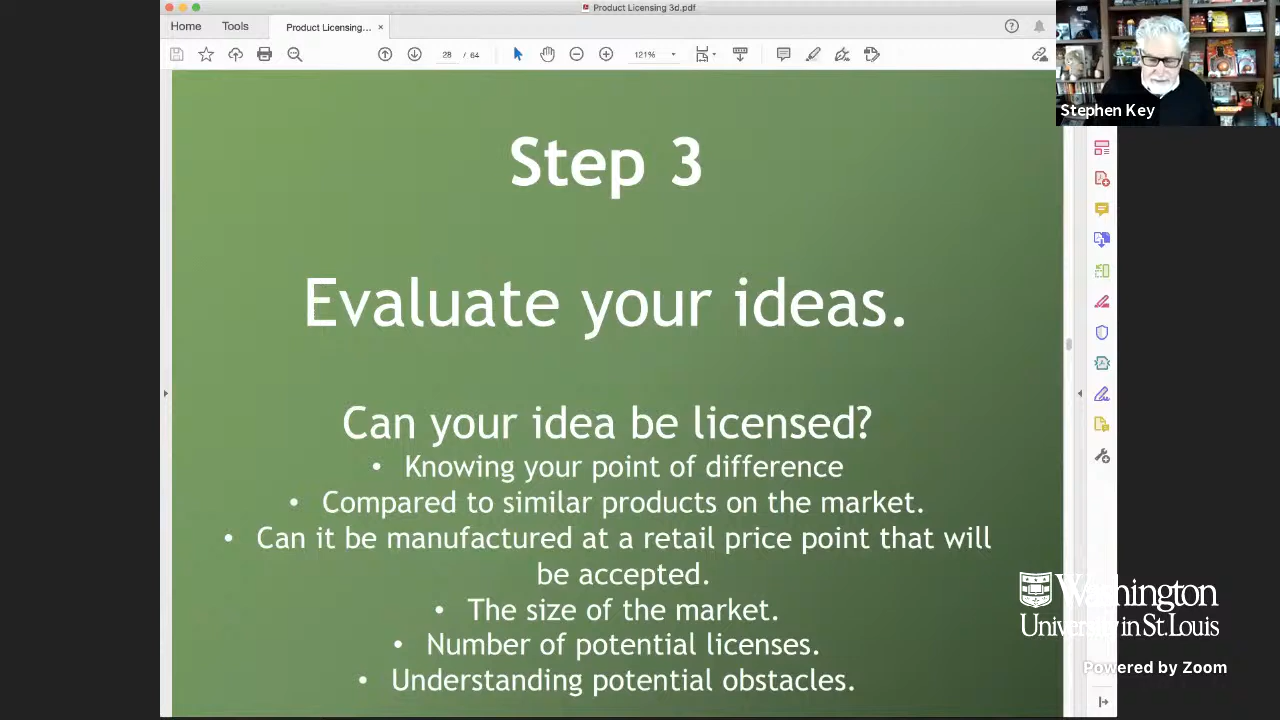 Product Licensing 3d.pdf
Home
Tools
Product Licensing...
28 / 64
121%
Stephen Key
Step 3
Evaluate your ideas.
Can your idea be licensed?
• Knowing your point of difference
• Compared to similar products on the market.
• Can it be manufactured at a retail price point that will
be accepted.
• The size of the market.
• Number of potential licenses.
• Understanding potential obstacles.
Washington
University in St. Louis
Powered by Zoom